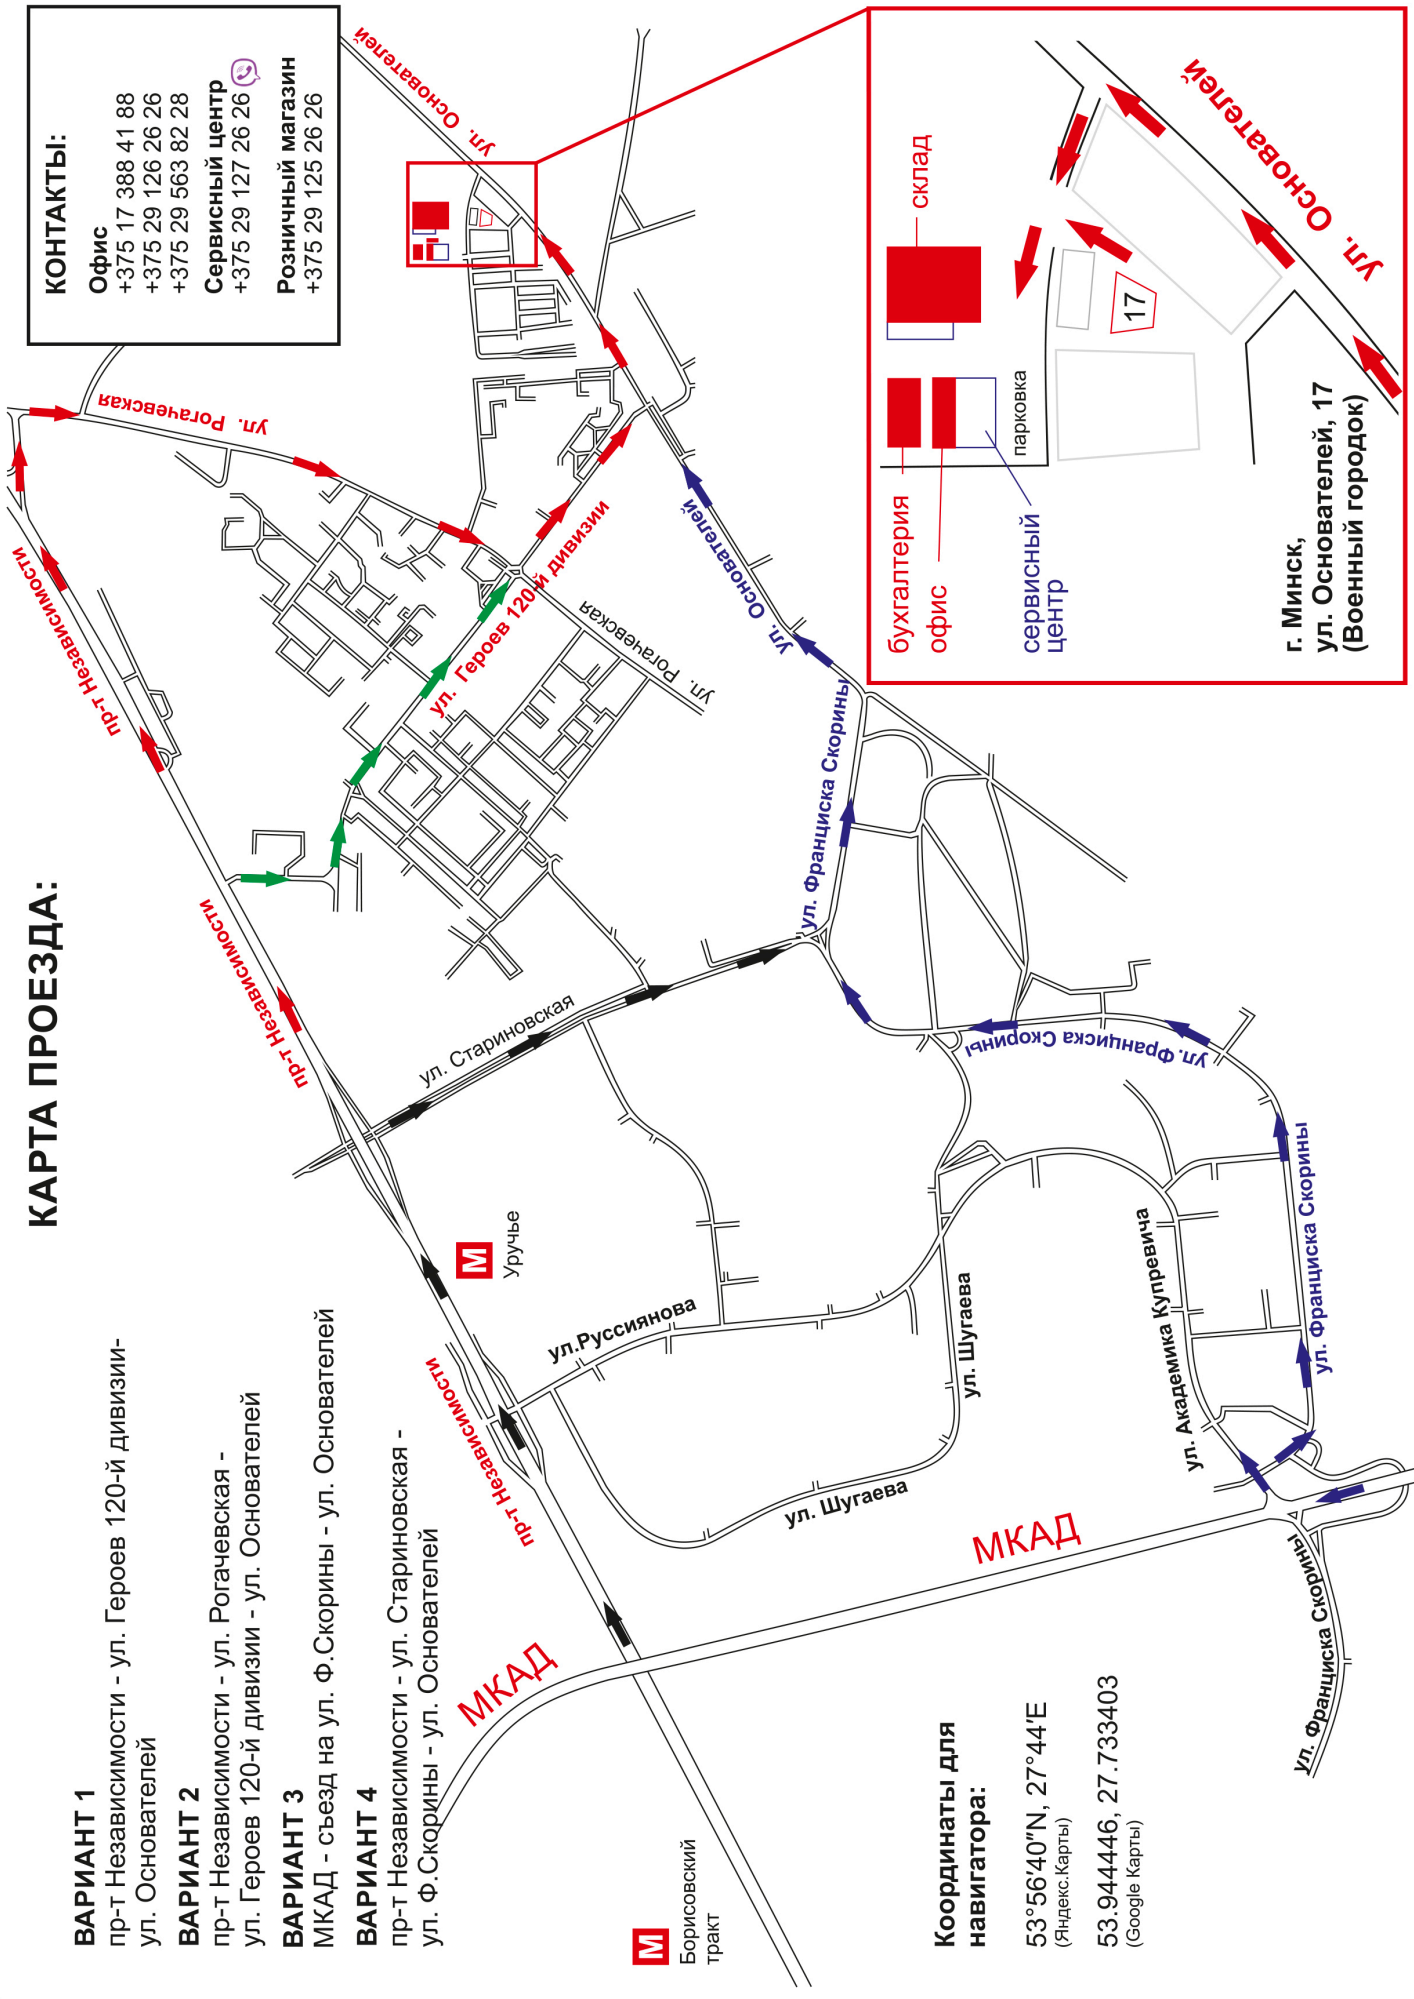 КАРТА ПРОЕЗДА:
ВАРИАНТ 1
пр-т Независимости - ул. Героев 120-й дивизии-
ул. Основателей
ВАРИАНТ 2
пр-т Независимости - ул. Рогачевская -
ул. Героев 120-й дивизии - ул. Основателей
ВАРИАНТ 3
МКАД - съезд на ул. Ф.Скорины - ул. Основателей
ВАРИАНТ 4
пр-т Независимости - ул. Стариновская -
ул. Ф.Скорины - ул. Основателей
КОНТАКТЫ:
Офис
+375 17 388 41 88
+375 29 126 26 26
+375 29 563 82 28
Сервисный центр
+375 29 127 26 26
Розничный магазин
+375 29 125 26 26
пр-т Независимости
пр-т Независимости
пр-т Независимости
пр-т Независимости
ул. Рогачевская
ул. Рогачевская
ул. Основателей
ул. Героев 120-й дивизии
ул. Основателей
ул. Стариновская
М
Уручье
ул.Руссиянова
ул. Шугаева
ул. Шугаева
ул. Франциска Скорины
ул. Франциска Скорины
ул. Франциска Скорины
ул. Франциска Скорины
ул. Академика Купревича
МКАД
МКАД
М
Борисовский
тракт
Координаты для
навигатора:
53°56'40"N, 27°44'E
(Яндекс.Карты)
53.944446, 27.733403
(Google Карты)
бухгалтерия
офис
сервисный
центр
склад
парковка
17
ул. Основателей
г. Минск,
ул. Основателей, 17
(Военный городок)